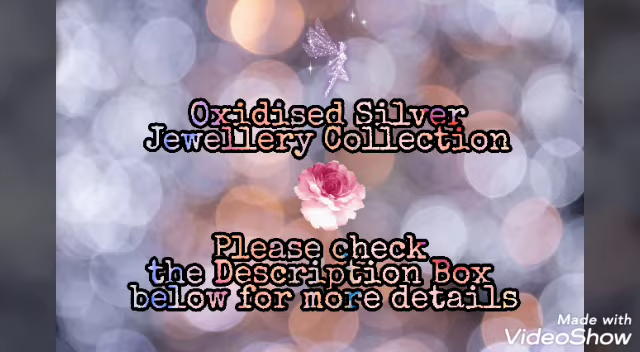 Oxidised Silver
Jewellery Collection
Please check
the Description Box
below for more details
Made with
VideoShow